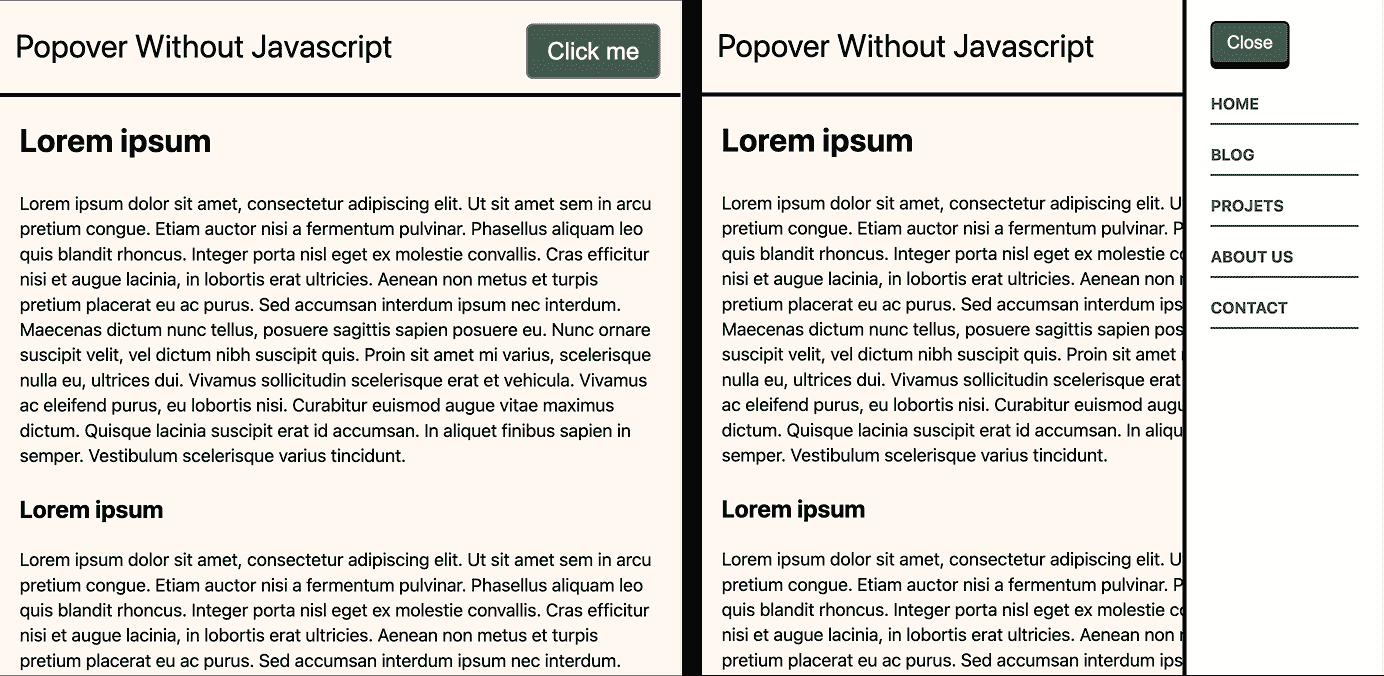 Popover Without Javascript
Click me
Lorem ipsum
Lorem ipsum dolor sit amet, consectetur adipiscing elit. Ut sit amet sem in arcu
pretium congue. Etiam auctor nisi a fermentum pulvinar. Phasellus aliquam leo
quis blandit rhoncus. Integer porta nisl eget ex molestie convallis. Cras efficitur
nisi et augue lacinia, in lobortis erat ultricies. Aenean non metus et turpis
pretium placerat eu ac purus. Sed accumsan interdum ipsum nec interdum.
Maecenas dictum nunc tellus, posuere sagittis sapien posuere eu. Nunc ornare
suscipit velit, vel dictum nibh suscipit quis. Proin sit amet mi varius, scelerisque
nulla eu, ultrices dui. Vivamus sollicitudin scelerisque erat et vehicula. Vivamus
ac eleifend purus, eu lobortis nisi. Curabitur euismod augue vitae maximus
dictum. Quisque lacinia suscipit erat id accumsan. In aliquet finibus sapien in
semper. Vestibulum scelerisque varius tincidunt.
Lorem ipsum
Lorem ipsum dolor sit amet, consectetur adipiscing elit. Ut sit amet sem in arcu
pretium congue. Etiam auctor nisi a fermentum pulvinar. Phasellus aliquam leo
quis blandit rhoncus. Integer porta nisl eget ex molestie convallis. Cras efficitur
nisi et augue lacinia, in lobortis erat ultricies. Aenean non metus et turpis
pretium placerat eu ac purus. Sed accumsan interdum ipsum nec interdum.
Popover Without Javascript
Lorem ipsum
Lorem ipsum dolor sit amet, consectetur adipiscing elit. U
pretium congue. Etiam auctor nisi a fermentum pulvinar. P
quis blandit rhoncus. Integer porta nisl eget ex molestie c
nisi et augue lacinia, in lobortis erat ultricies. Aenean non
pretium placerat eu ac purus. Sed accumsan interdum ips
Maecenas dictum nunc tellus, posuere sagittis sapien pos
suscipit velit, vel dictum nibh suscipit quis. Proin sit amet
nulla eu, ultrices dui. Vivamus sollicitudin scelerisque erat
ac eleifend purus, eu lobortis nisi. Curabitur euismod augu
dictum. Quisque lacinia suscipit erat id accumsan. In aliqu
semper. Vestibulum scelerisque varius tincidunt.
Lorem ipsum
Lorem ipsum dolor sit amet, consectetur adipiscing elit. U
pretium congue. Etiam auctor nisi a fermentum pulvinar. P
quis blandit rhoncus. Integer porta nisl eget ex molestie c
nisi et augue lacinia, in lobortis erat ultricies. Aenean non
pretium placerat eu ac purus. Sed accumsan interdum ips
Close
HOME
BLOG
PROJETS
ABOUT US
CONTACT